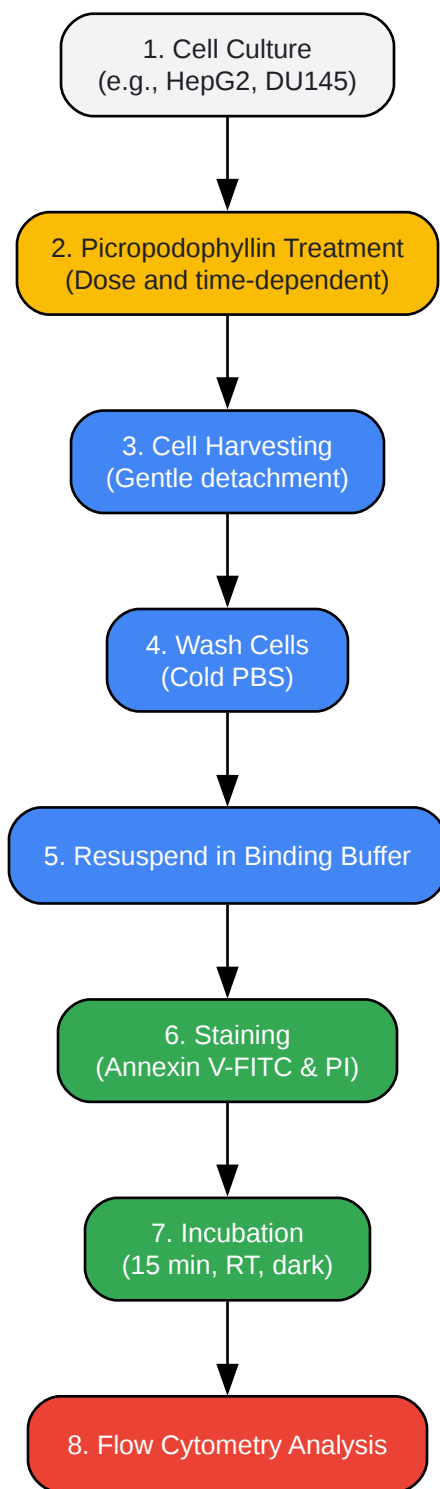 1. Cell Culture
(e.g., HepG2, DU145)
2. Picropodophyllin Treatment
(Dose and time-dependent)
3. Cell Harvesting
(Gentle detachment)
4. Wash Cells
(Cold PBS)
5. Resuspend in Binding Buffer
6. Staining
(Annexin V-FITC & PI)
7. Incubation
(15 min, RT, dark)
8. Flow Cytometry Analysis